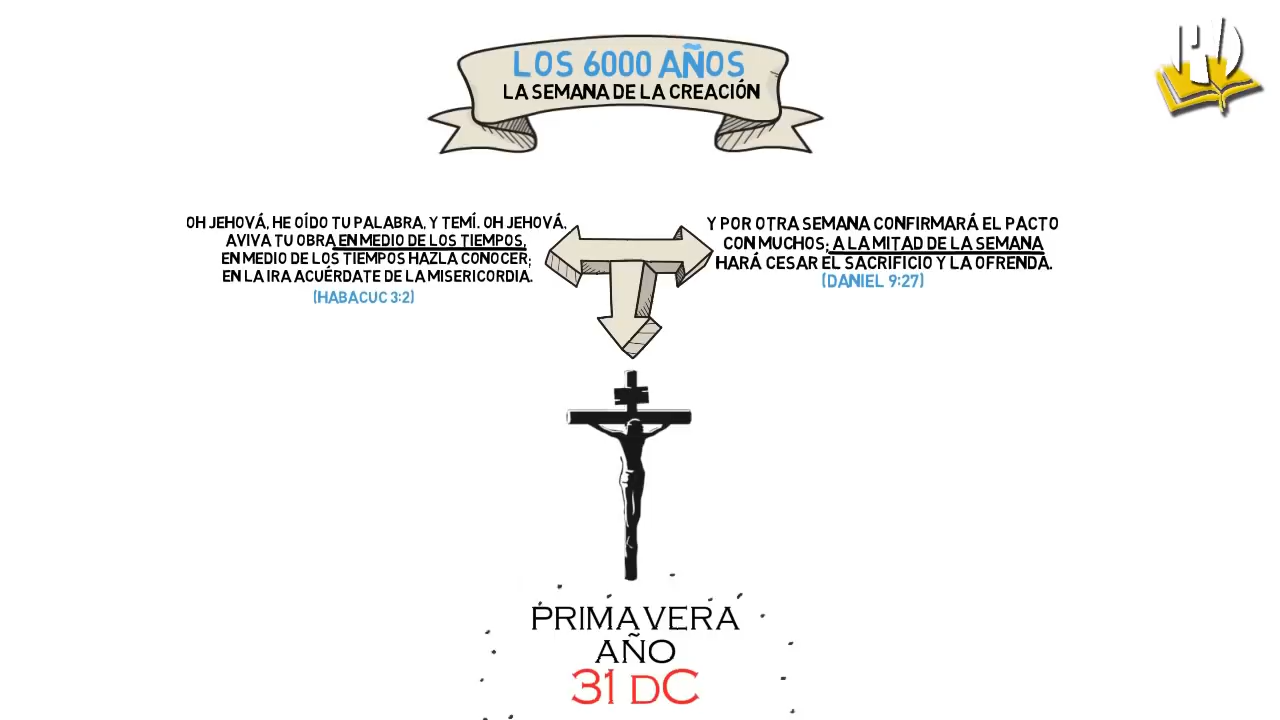 LOS 6000 AÑOS
LA SEMANA DE LA CREACIÓN
OH JEHOVÁ, HE OÍDO TU PALABRA, Y TEMÍ. OH JEHOVÁ,
AVIVA TU OBRA EN MEDIO DE LOS TIEMPOS,
EN MEDIO DE LOS TIEMPOS HAZLA CONOCER;
EN LA IRA ACUÉRDATE DE LA MISERICORDIA.
(HABACUC 3:2)
Y POR OTRA SEMANA CONFIRMARÁ EL PACTO
CON MUCHOS; A LA MITAD DE LA SEMANA
HARÁ CESAR EL SACRIFICIO Y LA OFRENDA.
(DANIEL 9:27)
PRIMAVERA
AÑO
31 DC